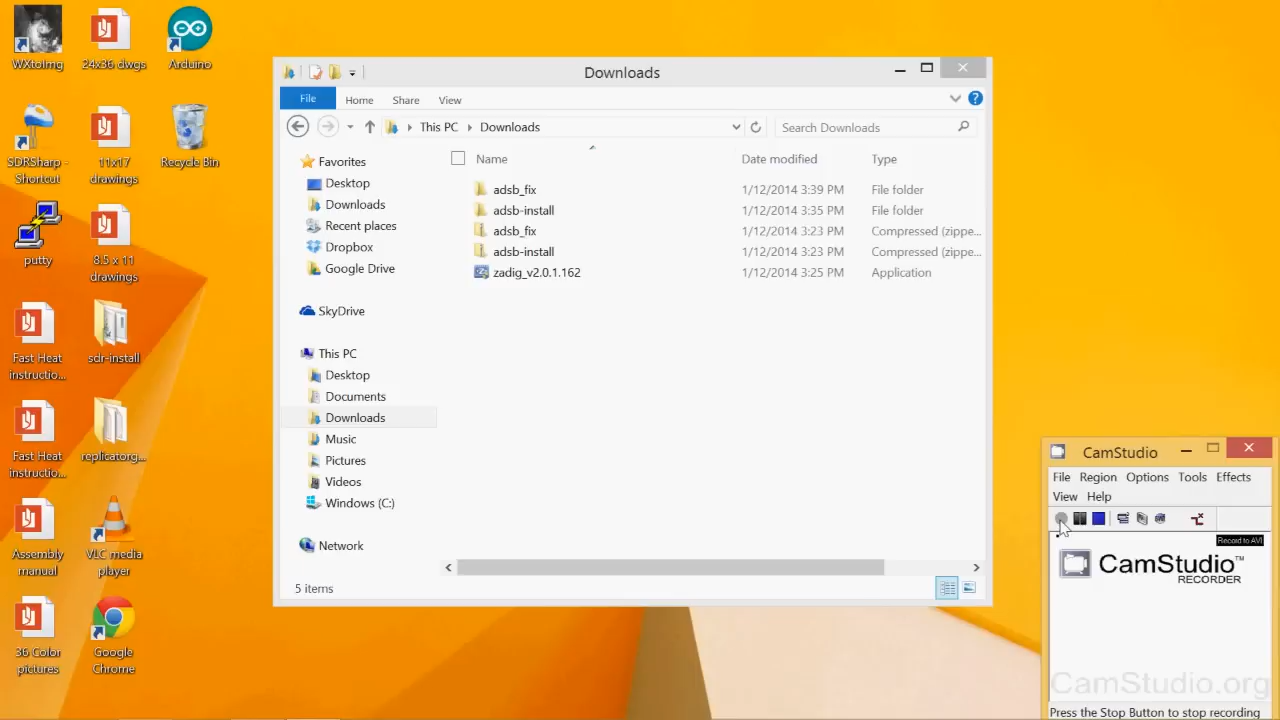 WXtoImg
24x36 dwgs
Arduino
SDRSharp - Shortcut
11x17 drawings
Recycle Bin
putty
8.5 x 11 drawings
Fast Heat instructio...
sdr-install
Fast Heat instructio...
replicatorg...
Assembly manual
VLC media player
36 Color pictures
Google Chrome
Downloads
File Home Share View
This PC Downloads
Search Downloads
Name Date modified Type
adsb_fix 1/12/2014 3:39 PM File folder
adsb-install 1/12/2014 3:35 PM File folder
adsb_fix 1/12/2014 3:23 PM Compressed (zippe...
adsb-install 1/12/2014 3:23 PM Compressed (zippe...
zadig_v2.0.1.162 1/12/2014 3:25 PM Application
Favorites
Desktop
Downloads
Recent places
Dropbox
Google Drive
SkyDrive
This PC
Desktop
Documents
Downloads
Music
Pictures
Videos
Windows (C:)
Network
5 items
CamStudio
File Region Options Tools Effects
View Help
Record to AVI
CamStudio™
RECORDER
CamStudio.org
Press the Stop Button to stop recording